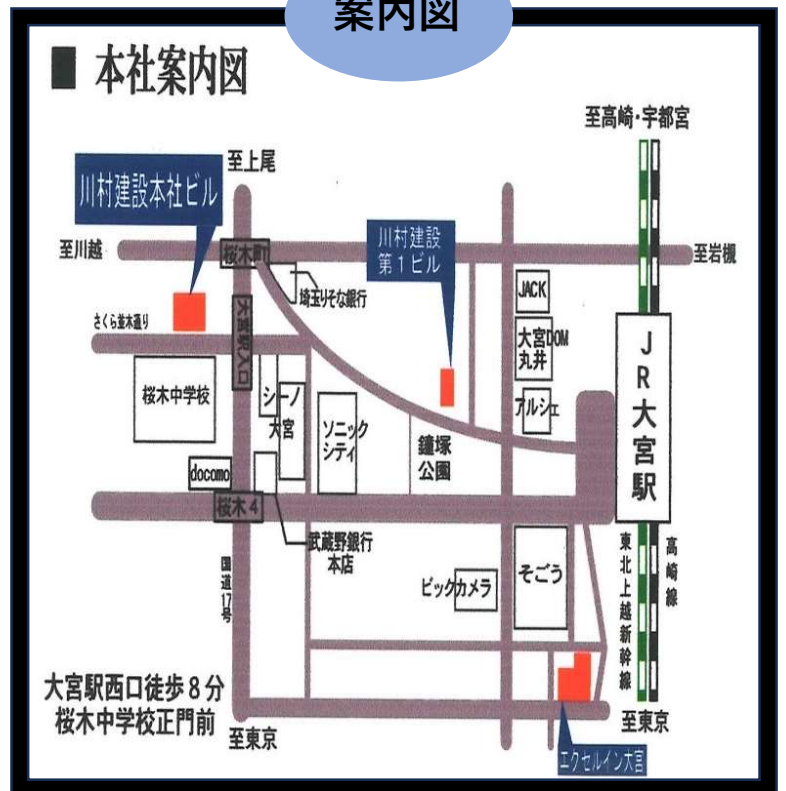 案内図
■ 本社案内図
至高崎・宇都宮
至上尾
川村建設本社ビル
川村建設
第1ビル
至川越
桜木町
至岩槻
埼玉りそな銀行
JACK
さくら並木通り
大宮駅入口
大宮DOM
丸井
JR大宮駅
桜木中学校
シーノ
大宮
ソニック
シティ
アルシェ
鐘塚
公園
docomo
桜木4
武蔵野銀行
本店
国道17号
ビックカメラ
そごう
東北上越新幹線
高崎線
大宮駅西口徒歩8分
桜木中学校正門前
至東京
至東京
エクセルイン大宮